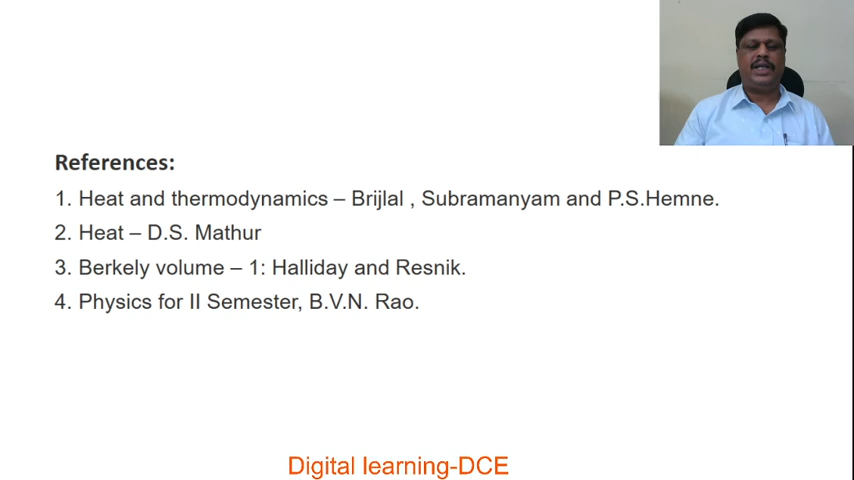 References:
1. Heat and thermodynamics – Brijlal , Subramanyam and P.S.Hemne.
2. Heat – D.S. Mathur
3. Berkely volume – 1: Halliday and Resnik.
4. Physics for II Semester, B.V.N. Rao.
Digital learning-DCE